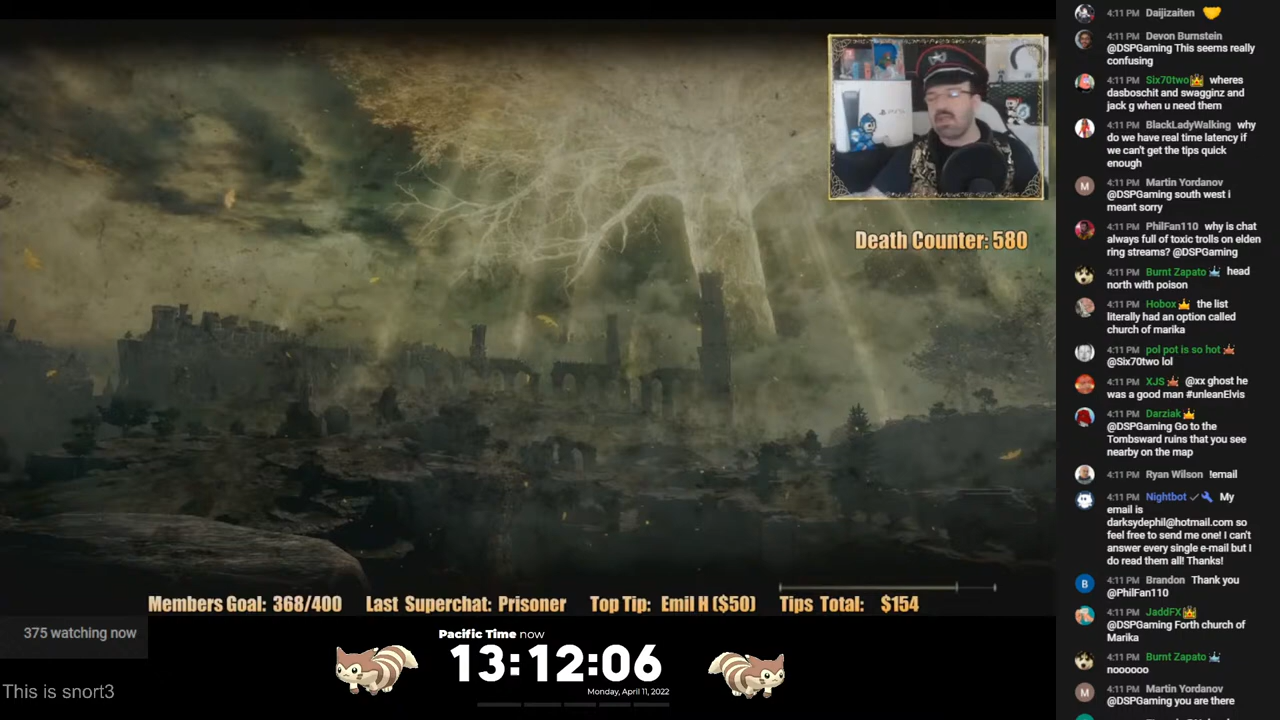 Death Counter: 580
Members Goal: 368/400 Last Superchat: Prisoner Top Tip: Emil H ($50) Tips Total: $154
375 watching now
Pacific Time now
13:12:06
Monday, April 11, 2022
This is snort3
4:11 PM Daijizaiten
4:11 PM Devon Burnstein
@DSPGaming This seems really
confusing
4:11 PM Six70two wheres
dasboschit and swagginz and
jack g when u need them
4:11 PM BlackLadyWalking why
do we have real time latency if
we can't get the tips quick
enough
4:11 PM Martin Yordanov
@DSPGaming south west i
meant sorry
4:11 PM PhilFan110 why is chat
always full of toxic trolls on elden
ring streams? @DSPGaming
4:11 PM Burnt Zapato head
north with poison
4:11 PM Hobox the list
literally had an option called
church of marika
4:11 PM pol pot is so hot
@Six70two lol
4:11 PM XJS @xx ghost he
was a good man #unleanElvis
4:11 PM Darziak
@DSPGaming Go to the
Tombsward ruins that you see
nearby on the map
4:11 PM Ryan Wilson !email
4:11 PM Nightbot My
email is
darksydephil@hotmail.com so
feel free to send me one! I can't
answer every single e-mail but I
do read them all! Thanks!
4:11 PM Brandon Thank you
@PhilFan110
4:11 PM JaddFX
@DSPGaming Forth church of
Marika
4:11 PM Burnt Zapato
noooooo
4:11 PM Martin Yordanov
@DSPGaming you are there